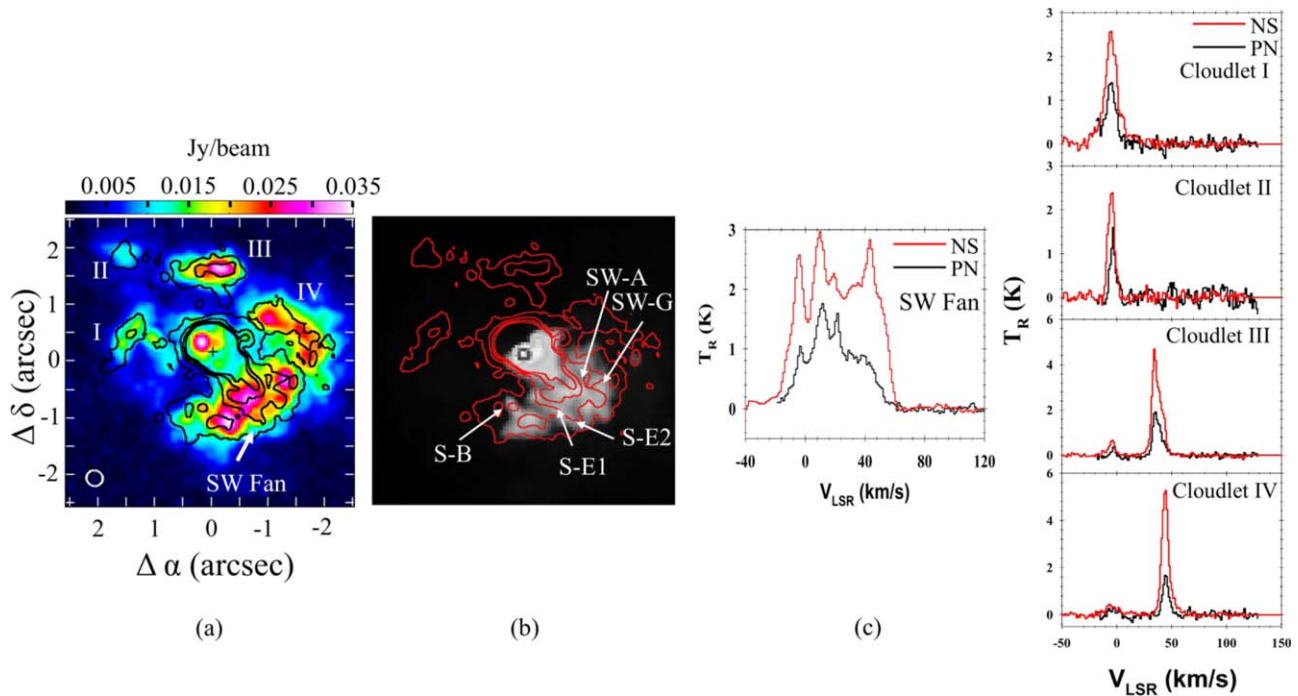 Jy/beam
0.005 0.015 0.025 0.035
2
1
0
-1
-2
Δ δ (arcsec)
I
II
III
IV
SW Fan
2 1 0 -1 -2
Δ α (arcsec)
(a)
SW-A
SW-G
S-B
S-E1
S-E2
(b)
3
2
1
0
T_R (K)
NS
PN
SW Fan
-40 0 40 80 120
V_LSR (km/s)
(c)
3
2
1
0
NS
PN
Cloudlet I
3
2
1
0
Cloudlet II
T_R (K)
6
4
2
0
Cloudlet III
6
4
2
0
Cloudlet IV
-50 0 50 100 150
V_LSR (km/s)